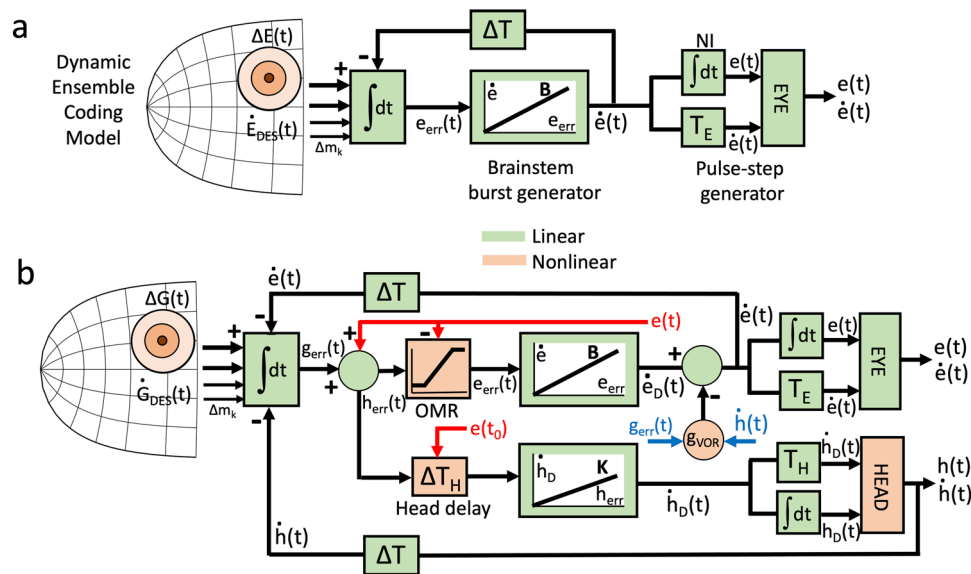 a
Dynamic
Ensemble
Coding
Model
ΔE(t)
Ė_DES(t)
+
Δm_k
-
∫dt
ΔT
e_err(t)
ė
B
e_err
Brainstem
burst generator
ė(t)
NI
∫dt
e(t)
T_E
ė(t)
EYE
Pulse-step
generator
e(t)
ė(t)
Linear
Nonlinear
b
ΔG(t)
Ġ_DES(t)
+
Δm_k
ė(t)
-
∫dt
-
ΔT
g_err(t)
+
+
h_err(t)
e(t)
-
OMR
e_err(t)
ė
B
e_err
ė_D(t)
+
-
ė(t)
∫dt
e(t)
T_E
ė(t)
EYE
e(t)
ė(t)
g_err(t)
g_VOR
ḣ(t)
e(t₀)
ΔT_H
Head delay
ḣ_D
K
h_err
ḣ_D(t)
T_H
ḣ_D(t)
∫dt
h_D(t)
HEAD
h(t)
ḣ(t)
ḣ(t)
ΔT